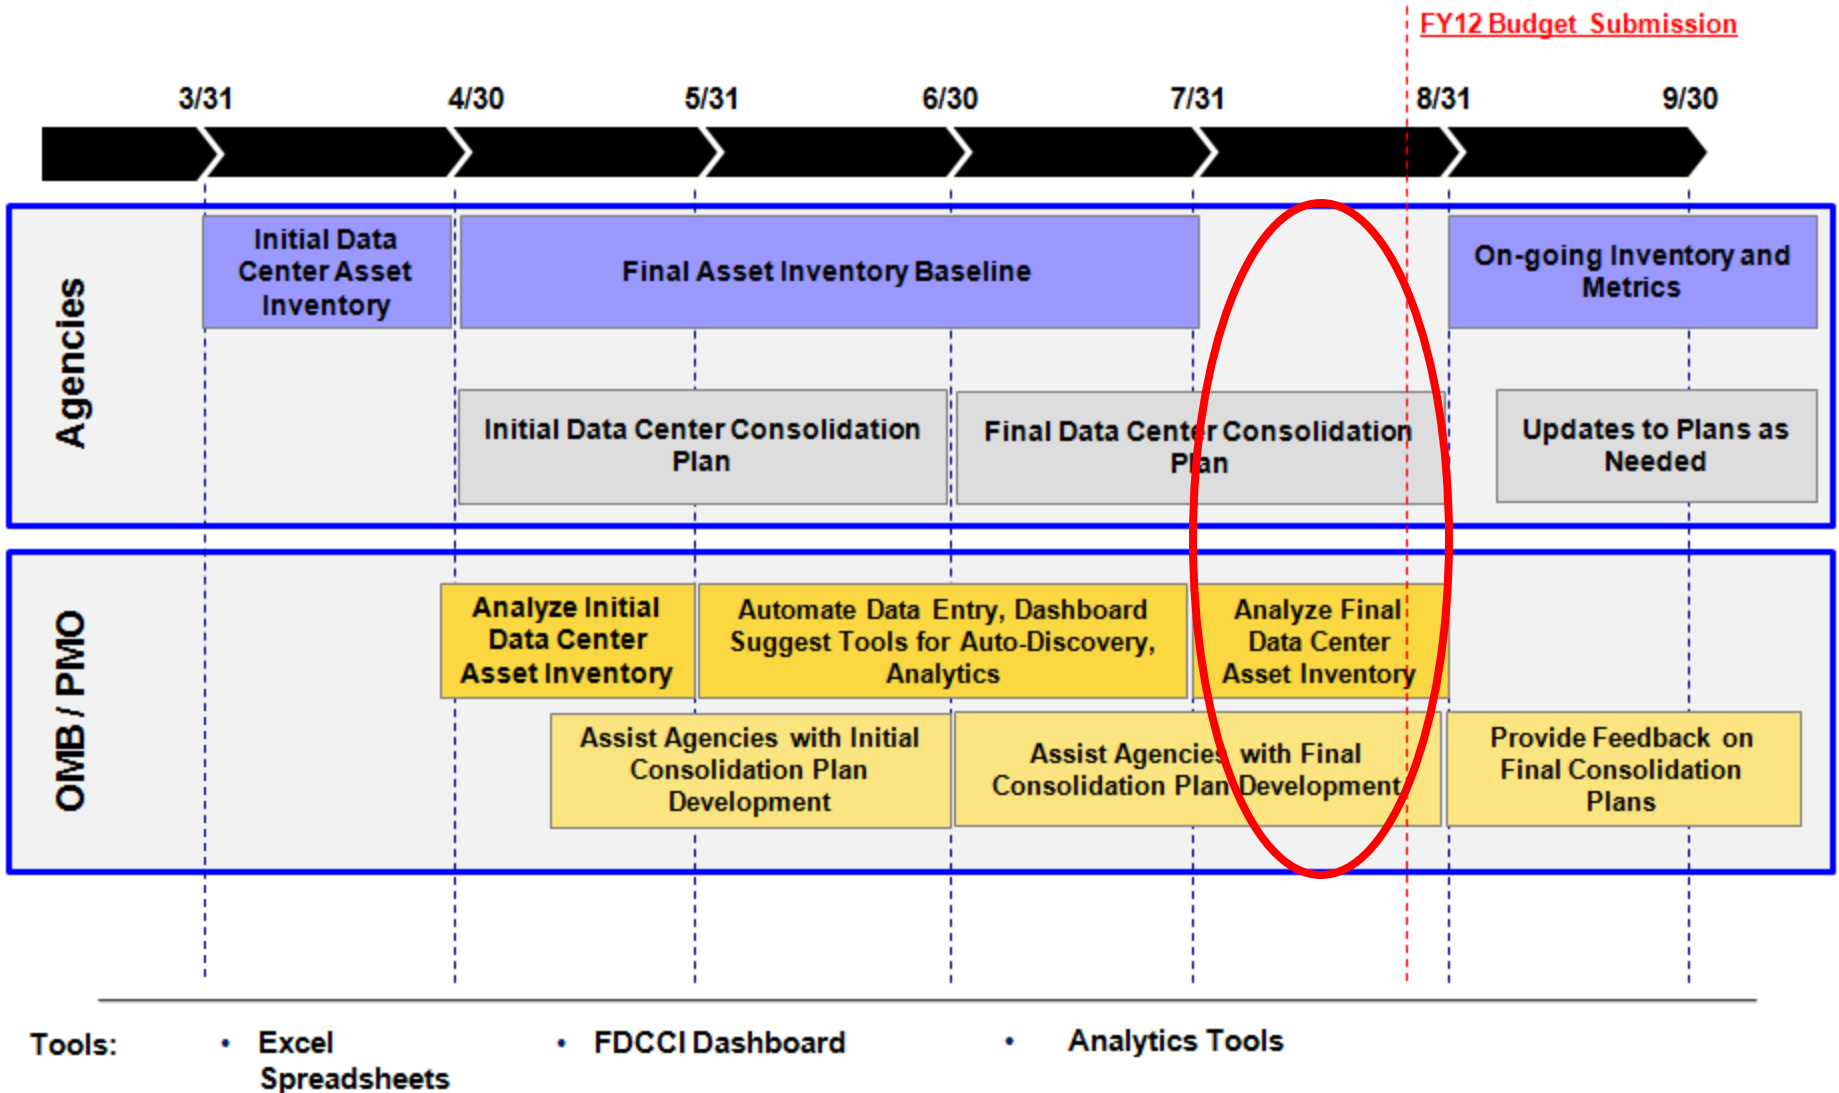 FY12 Budget Submission
3/31 4/30 5/31 6/30 7/31 8/31 9/30
Agencies
Initial Data
Center Asset
Inventory
Final Asset Inventory Baseline
On-going Inventory and
Metrics
Initial Data Center Consolidation
Plan
Final Data Center Consolidation
Plan
Updates to Plans as
Needed
OMB / PMO
Analyze Initial
Data Center
Asset Inventory
Automate Data Entry, Dashboard
Suggest Tools for Auto-Discovery,
Analytics
Analyze Final
Data Center
Asset Inventory
Assist Agencies with Initial
Consolidation Plan
Development
Assist Agencies with Final
Consolidation Plan Development
Provide Feedback on
Final Consolidation
Plans
Tools:
• Excel
Spreadsheets
• FDCCI Dashboard
• Analytics Tools